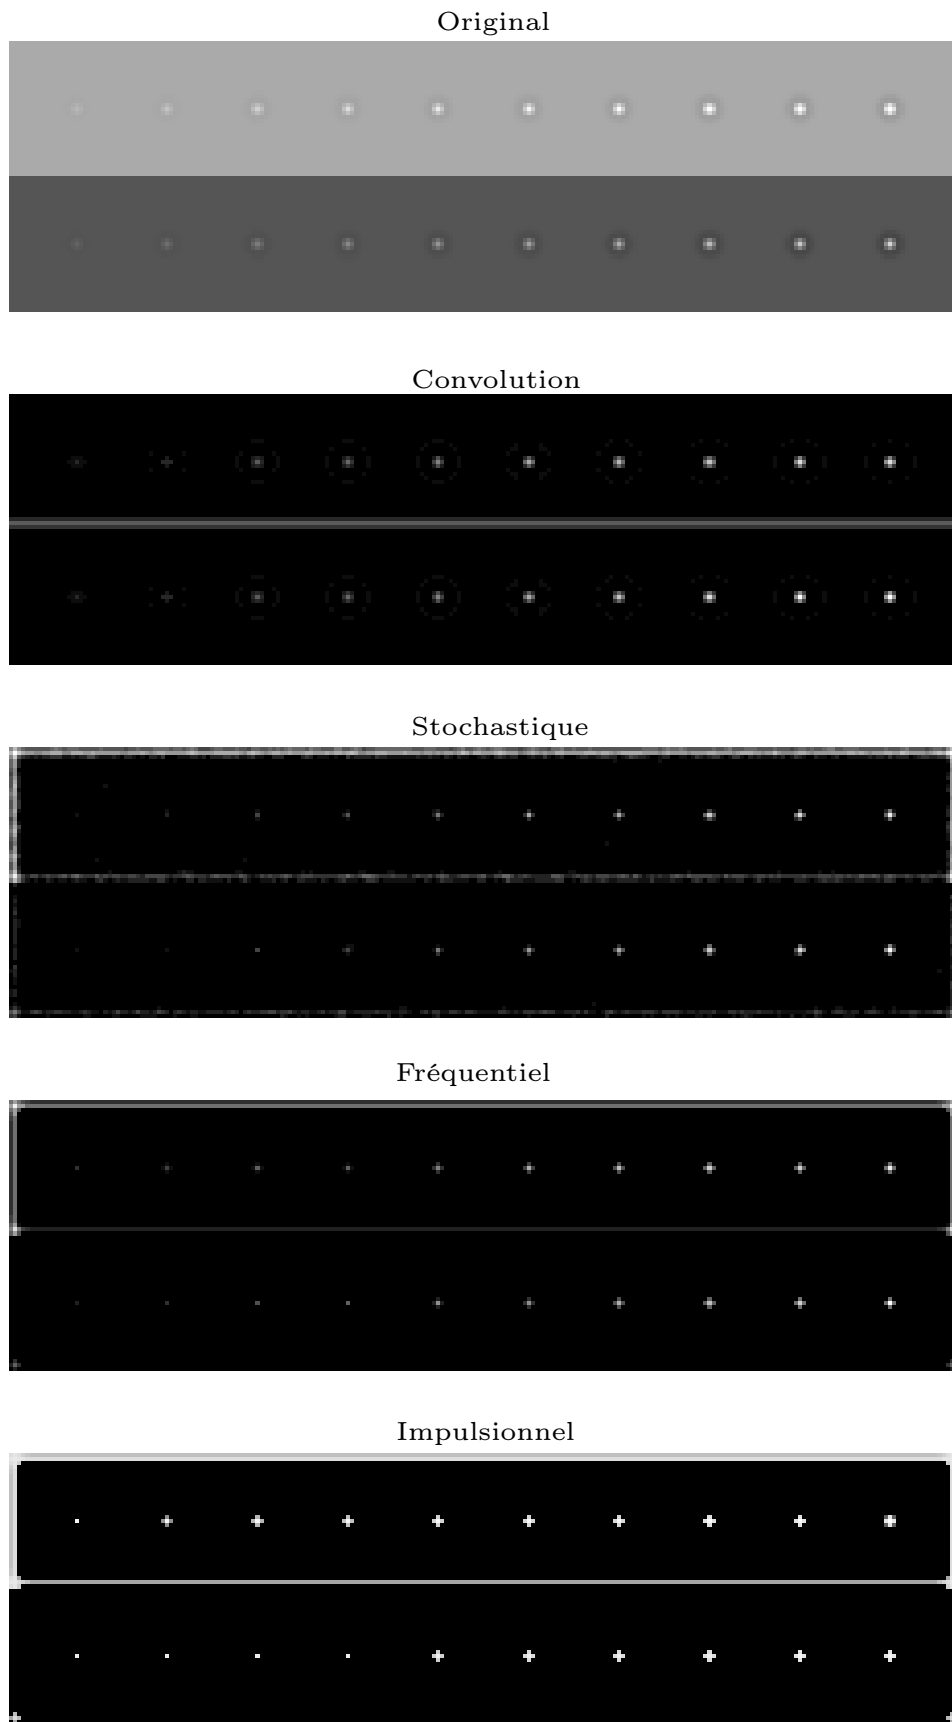 Original
Convolution
Stochastique
Fréquentiel
Impulsionnel